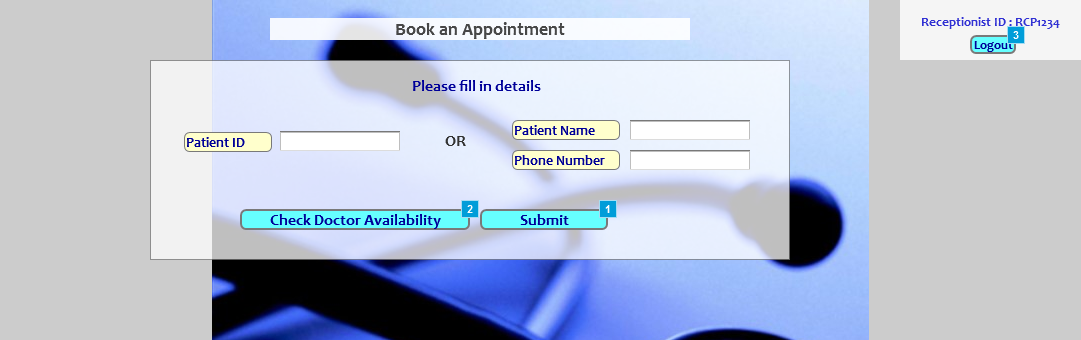 Book an Appointment
Receptionist ID : RCP1234
Logout
3
Please fill in details
Patient ID
OR
Patient Name
Phone Number
Check Doctor Availability
2
Submit
1